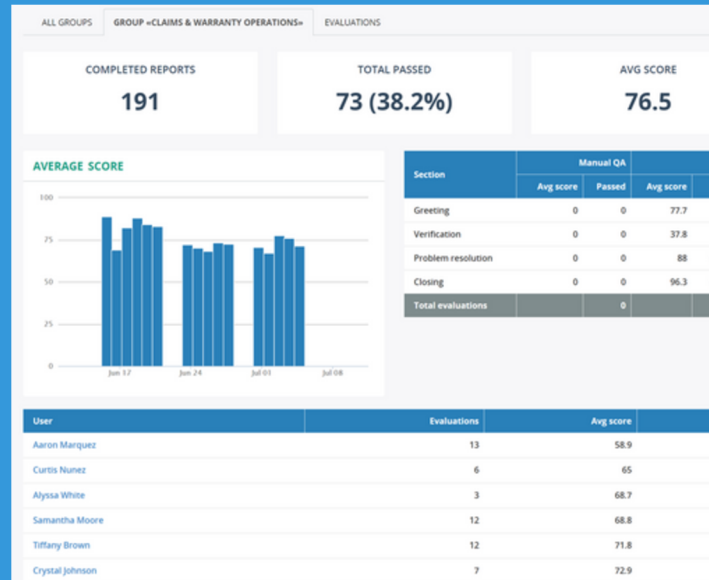 ALL GROUPS GROUP «CLAIMS & WARRANTY OPERATIONS» EVALUATIONS
COMPLETED REPORTS TOTAL PASSED AVG SCORE
191 73 (38.2%) 76.5
AVERAGE SCORE
100
75
50
25
0
Jun 17 Jun 24 Jul 01 Jul 08
Section Manual QA
Avg score Passed Avg score
Greeting 0 0 77.7
Verification 0 0 37.8
Problem resolution 0 0 88
Closing 0 0 96.3
Total evaluations 0
User Evaluations Avg score
Aaron Marquez 13 58.9
Curtis Nunez 6 65
Alyssa White 3 68.7
Samantha Moore 12 68.8
Tiffany Brown 12 71.8
Crystal Johnson 7 72.9